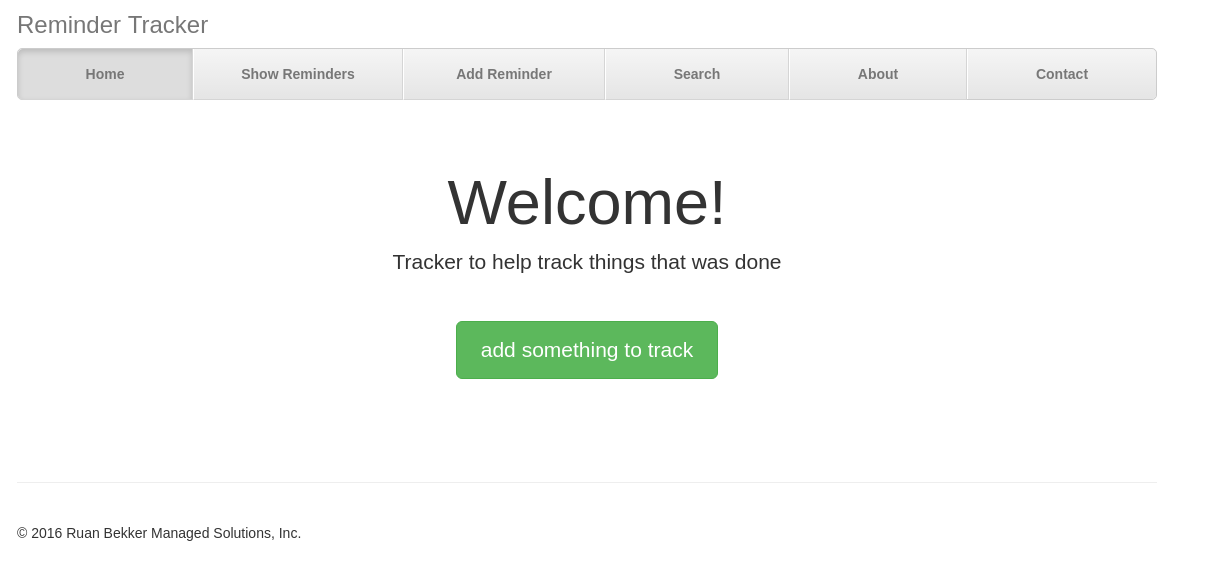 Reminder Tracker
Home Show Reminders Add Reminder Search About Contact
Welcome!
Tracker to help track things that was done
add something to track
© 2016 Ruan Bekker Managed Solutions, Inc.